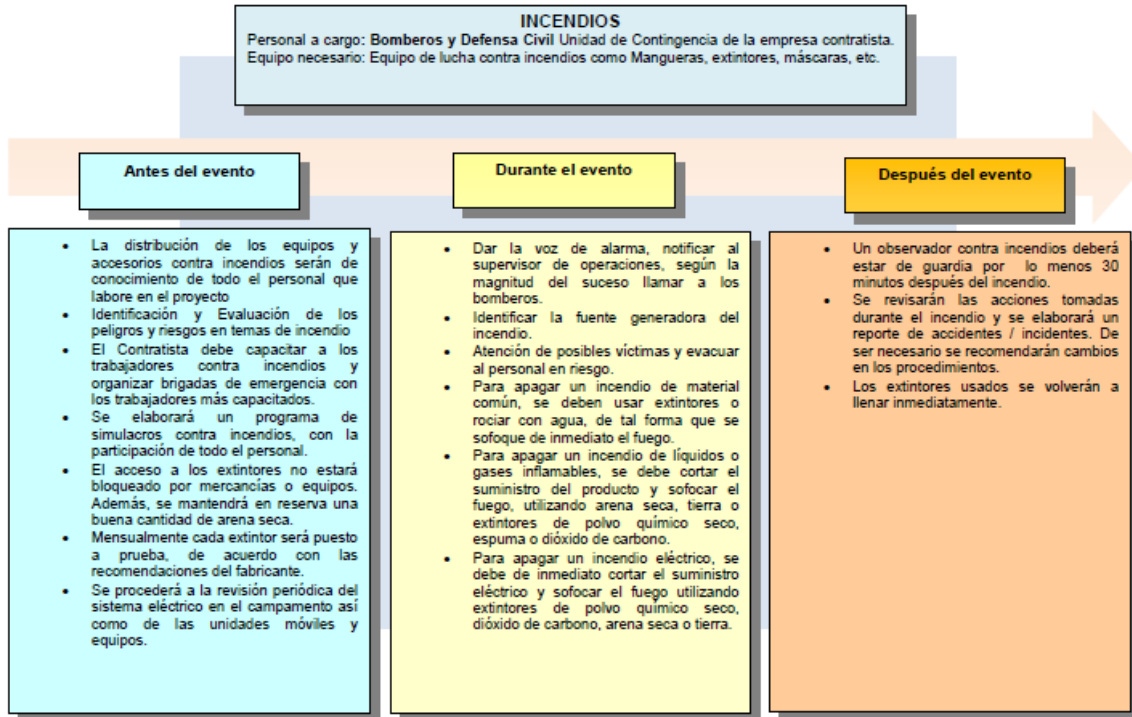 INCENDIOS
Personal a cargo: Bomberos y Defensa Civil Unidad de Contingencia de la empresa contratista.
Equipo necesario: Equipo de lucha contra incendios como Mangueras, extintores, máscaras, etc.
Antes del evento
• La distribución de los equipos y
accesorios contra incendios serán de
conocimiento de todo el personal que
labore en el proyecto
• Identificación y Evaluación de los
peligros y riesgos en temas de incendio
• El Contratista debe capacitar a los
trabajadores contra incendios y
organizar brigadas de emergencia con
los trabajadores más capacitados.
• Se elaborará un programa de
simulacros contra incendios, con la
participación de todo el personal.
• El acceso a los extintores no estará
bloqueado por mercancías o equipos.
Además, se mantendrá en reserva una
buena cantidad de arena seca.
• Mensualmente cada extintor será puesto
a prueba, de acuerdo con las
recomendaciones del fabricante.
• Se procederá a la revisión periódica del
sistema eléctrico en el campamento así
como de las unidades móviles y
equipos.
Durante el evento
• Dar la voz de alarma, notificar al
supervisor de operaciones, según la
magnitud del suceso llamar a los
bomberos.
• Identificar la fuente generadora del
incendio.
• Atención de posibles víctimas y evacuar
al personal en riesgo.
• Para apagar un incendio de material
común, se deben usar extintores o
rociar con agua, de tal forma que se
sofoque de inmediato el fuego.
• Para apagar un incendio de líquidos o
gases inflamables, se debe cortar el
suministro del producto y sofocar el
fuego, utilizando arena seca, tierra o
extintores de polvo químico seco,
espuma o dióxido de carbono.
• Para apagar un incendio eléctrico, se
debe de inmediato cortar el suministro
eléctrico y sofocar el fuego utilizando
extintores de polvo químico seco,
dióxido de carbono, arena seca o tierra.
Después del evento
• Un observador contra incendios deberá
estar de guardia por lo menos 30
minutos después del incendio.
• Se revisarán las acciones tomadas
durante el incendio y se elaborará un
reporte de accidentes / incidentes. De
ser necesario se recomendarán cambios
en los procedimientos.
• Los extintores usados se volverán a
llenar inmediatamente.